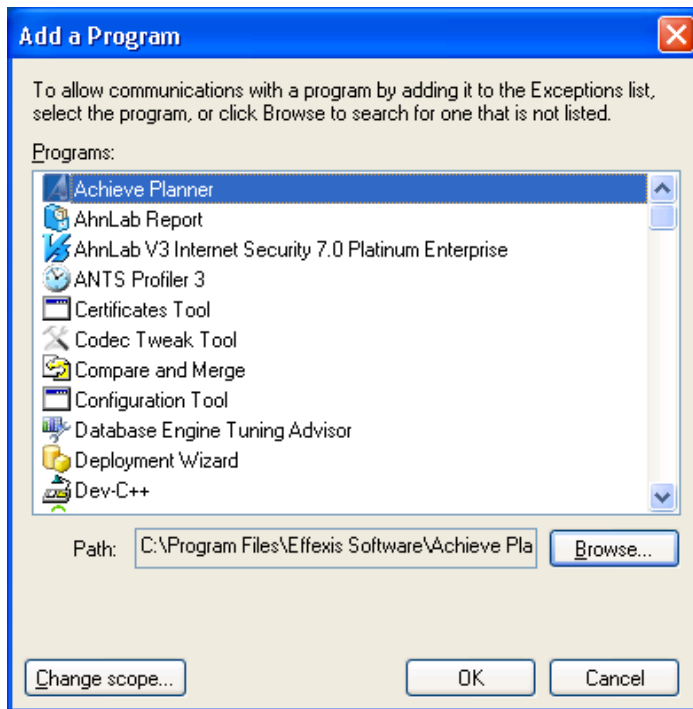 Add a Program
To allow communications with a program by adding it to the Exceptions list,
select the program, or click Browse to search for one that is not listed.
Programs:
Achieve Planner
AhnLab Report
AhnLab V3 Internet Security 7.0 Platinum Enterprise
ANTS Profiler 3
Certificates Tool
Codec Tweak Tool
Compare and Merge
Configuration Tool
Database Engine Tuning Advisor
Deployment Wizard
Dev-C++
Path: C:\Program Files\Effexis Software\Achieve Pla Browse...
Change scope... OK Cancel